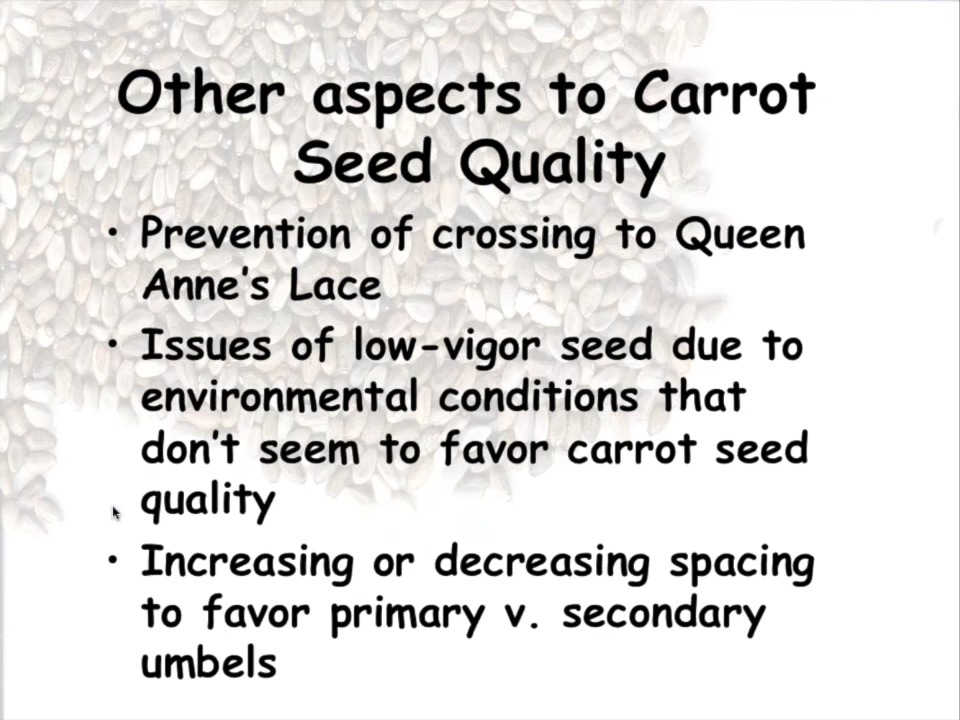 Other aspects to Carrot
Seed Quality
• Prevention of crossing to Queen
Anne's Lace
• Issues of low-vigor seed due to
environmental conditions that
don't seem to favor carrot seed
quality
• Increasing or decreasing spacing
to favor primary v. secondary
umbels